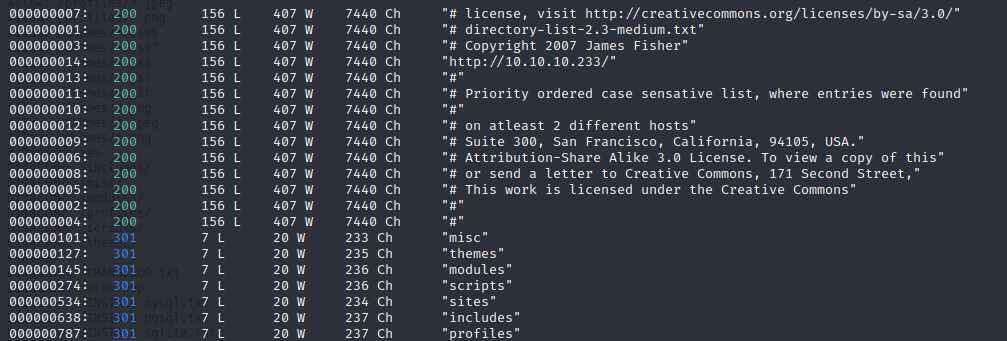 000000007: 200 156 L 407 W 7440 Ch "# license, visit http://creativecommons.org/licenses/by-sa/3.0/"
000000001: 200 156 L 407 W 7440 Ch "# directory-list-2.3-medium.txt"
000000003: 200 156 L 407 W 7440 Ch "# Copyright 2007 James Fisher"
000000014: 200 156 L 407 W 7440 Ch "http://10.10.10.233/"
000000013: 200 156 L 407 W 7440 Ch "#"
000000011: 200 156 L 407 W 7440 Ch "# Priority ordered case sensative list, where entries were found"
000000010: 200 156 L 407 W 7440 Ch "#"
000000012: 200 156 L 407 W 7440 Ch "# on atleast 2 different hosts"
000000009: 200 156 L 407 W 7440 Ch "# Suite 300, San Francisco, California, 94105, USA."
000000006: 200 156 L 407 W 7440 Ch "# Attribution-Share Alike 3.0 License. To view a copy of this"
000000008: 200 156 L 407 W 7440 Ch "# or send a letter to Creative Commons, 171 Second Street,"
000000005: 200 156 L 407 W 7440 Ch "# This work is licensed under the Creative Commons"
000000002: 200 156 L 407 W 7440 Ch "#"
000000004: 200 156 L 407 W 7440 Ch "#"
000000101: 301 7 L 20 W 233 Ch "misc"
000000127: 301 7 L 20 W 235 Ch "themes"
000000145: 301 7 L 20 W 236 Ch "modules"
000000274: 301 7 L 20 W 236 Ch "scripts"
000000534: 301 7 L 20 W 234 Ch "sites"
000000638: 301 7 L 20 W 237 Ch "includes"
000000787: 301 7 L 20 W 237 Ch "profiles"